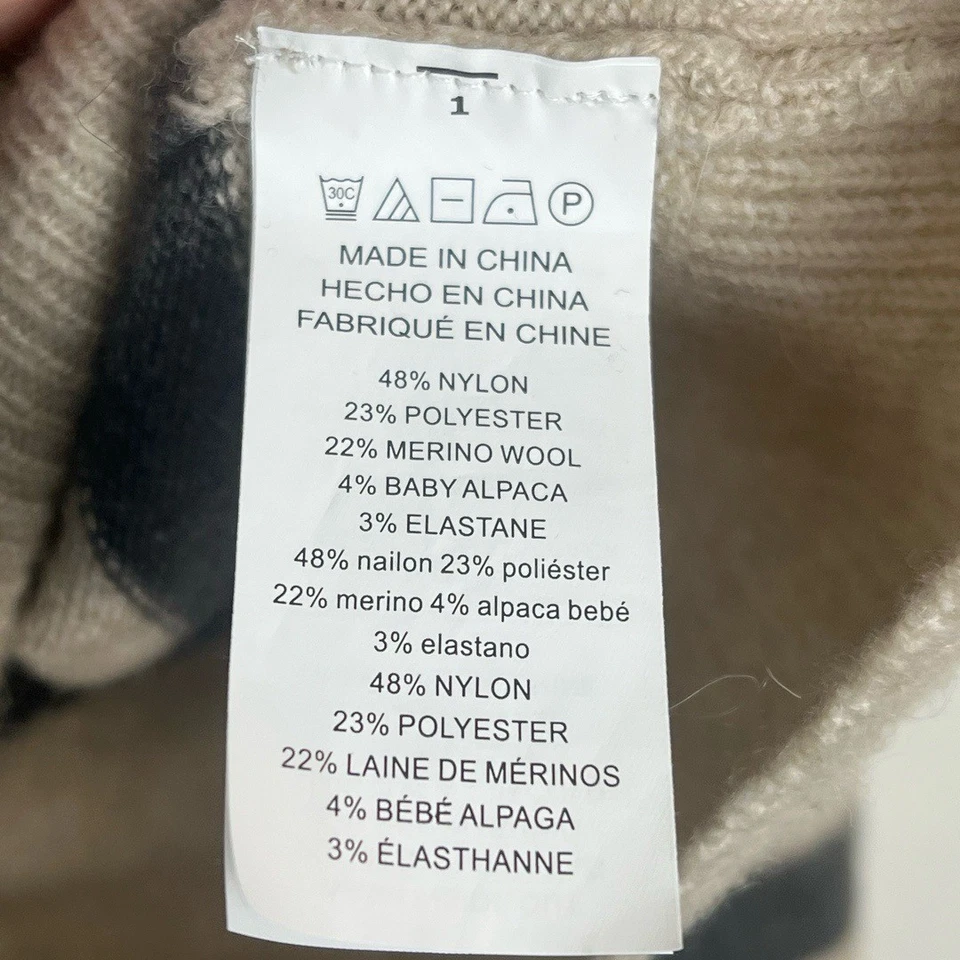 1
30C
P
MADE IN CHINA
HECHO EN CHINA
FABRIQUÉ EN CHINE
48% NYLON
23% POLYESTER
22% MERINO WOOL
4% BABY ALPACA
3% ELASTANE
48% nailon 23% poliéster
22% merino 4% alpaca bebé
3% elastano
48% NYLON
23% POLYESTER
22% LAINE DE MÉRINOS
4% BÉBÉ ALPAGA
3% ÉLASTHANNE